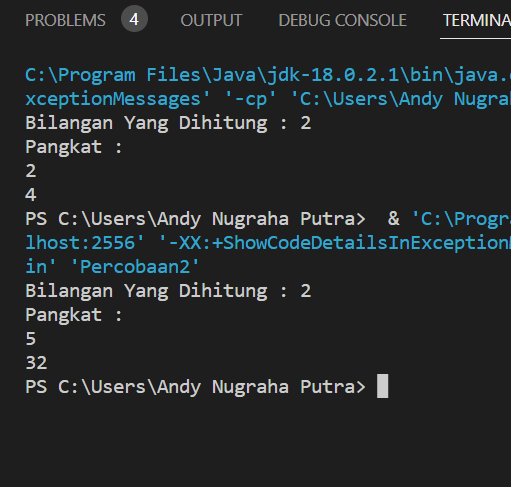 PROBLEMS 4 OUTPUT DEBUG CONSOLE TERMINA
C:\Program Files\Java\jdk-18.0.2.1\bin\java.
xceptionMessages' '-cp' 'C:\Users\Andy Nugra
Bilangan Yang Dihitung : 2
Pangkat :
2
4
PS C:\Users\Andy Nugraha Putra>  & 'C:\Progr
lhost:2556' '-XX:+ShowCodeDetailsInException
in' 'Percobaan2'
Bilangan Yang Dihitung : 2
Pangkat :
5
32
PS C:\Users\Andy Nugraha Putra>